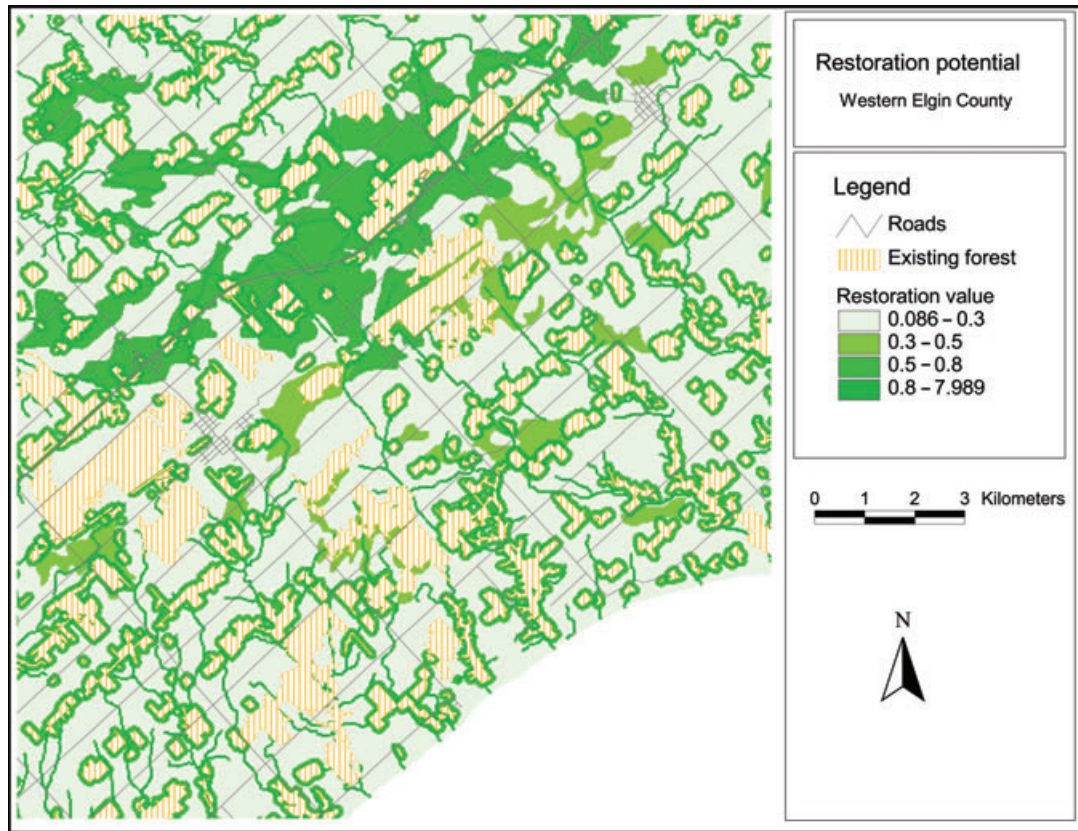 Restoration potential
Western Elgin County
Legend
Roads
Existing forest
Restoration value
0.086 – 0.3
0.3 – 0.5
0.5 – 0.8
0.8 – 7.989
0 1 2 3 Kilometers
N